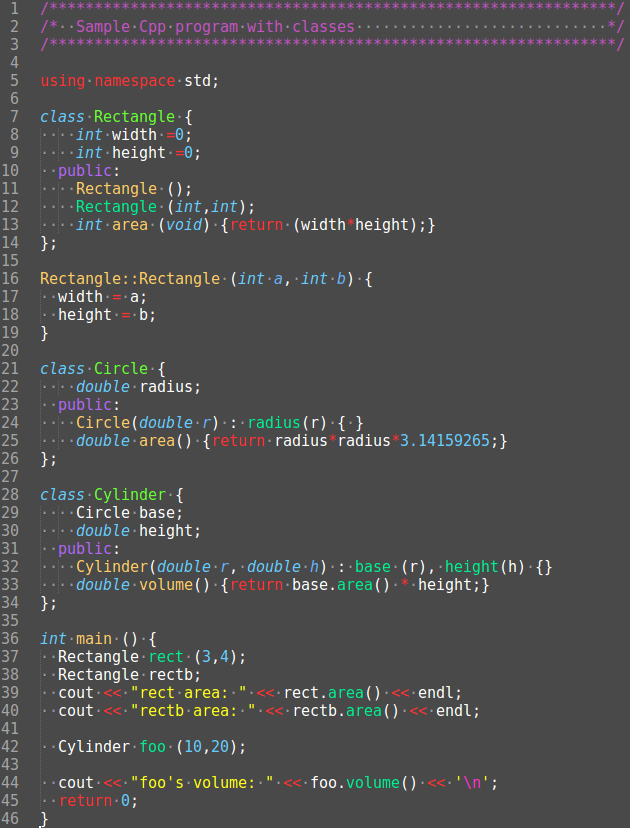 1 /***************************************************************/
2 /*  Sample Cpp program with classes                            */
3 /***************************************************************/
4
5 using namespace std;
6
7 class Rectangle {
8     int width =0;
9     int height =0;
10   public:
11     Rectangle ();
12     Rectangle (int,int);
13     int area (void) {return (width*height);}
14 };
15
16 Rectangle::Rectangle (int a, int b) {
17   width = a;
18   height = b;
19 }
20
21 class Circle {
22     double radius;
23   public:
24     Circle(double r) : radius(r) { }
25     double area() {return radius*radius*3.14159265;}
26 };
27
28 class Cylinder {
29     Circle base;
30     double height;
31   public:
32     Cylinder(double r, double h) : base (r), height(h) {}
33     double volume() {return base.area() * height;}
34 };
35
36 int main () {
37   Rectangle rect (3,4);
38   Rectangle rectb;
39   cout << "rect area: " << rect.area() << endl;
40   cout << "rectb area: " << rectb.area() << endl;
41
42   Cylinder foo (10,20);
43
44   cout << "foo's volume: " << foo.volume() << '\n';
45   return 0;
46 }